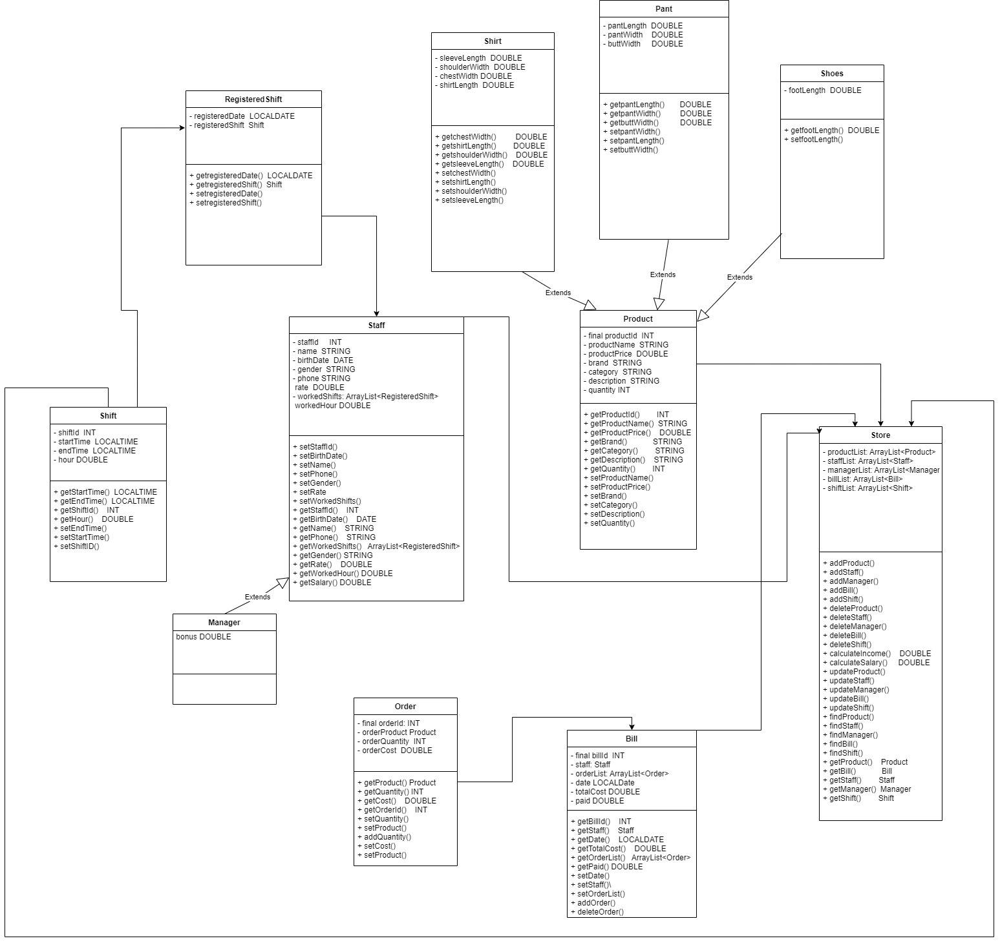 Pant
- pantLength DOUBLE
- pantWidth DOUBLE
- buttWidth DOUBLE
+ getpantLength() DOUBLE
+ getpantWidth() DOUBLE
+ getbuttWidth() DOUBLE
+ setpantWidth()
+ setpantLength()
+ setbuttWidth()
Shirt
- sleeveLength DOUBLE
- shoulderWidth DOUBLE
- chestWidth DOUBLE
- shirtLength DOUBLE
+ getchestWidth() DOUBLE
+ getshirtLength() DOUBLE
+ getshoulderWidth() DOUBLE
+ getsleeveLength() DOUBLE
+ setchestWidth()
+ setshirtLength()
+ setshoulderWidth()
+ setsleeveLength()
Shoes
- footLength DOUBLE
+ getfootLength() DOUBLE
+ setfootLength()
RegisteredShift
- registeredDate LOCALDATE
- registeredShift Shift
+ getregisteredDate() LOCALDATE
+ getregisteredShift() Shift
+ setregisteredDate()
+ setregisteredShift()
Extends
Extends
Extends
Staff
- staffId INT
- name STRING
- birthDate DATE
- gender STRING
- phone STRING
rate DOUBLE
- workedShifts: ArrayList<RegisteredShift>
workedHour DOUBLE
+ setStaffId()
+ setBirthDate()
+ setName()
+ setPhone()
+ setGender()
+ setRate
+ setWorkedShifts()
+ getStaffId() INT
+ getBirthDate() DATE
+ getName() STRING
+ getPhone() STRING
+ getWorkedShifts() ArrayList<RegisteredShift>
+ getGender() STRING
+ getRate() DOUBLE
+ getWorkedHour() DOUBLE
+ getSalary() DOUBLE
Product
- final productId INT
- productName STRING
- productPrice DOUBLE
- brand STRING
- category STRING
- description STRING
- quantity INT
+ getProductId() INT
+ getProductName() STRING
+ getProductPrice() DOUBLE
+ getBrand() STRING
+ getCategory() STRING
+ getDescription() STRING
+ getQuantity() INT
+ setProductName()
+ setProductPrice()
+ setBrand()
+ setCategory()
+ setDescription()
+ setQuantity()
Shift
- shiftId INT
- startTime LOCALTIME
- endTime LOCALTIME
- hour DOUBLE
+ getStartTime() LOCALTIME
+ getEndTime() LOCALTIME
+ getShiftId() INT
+ getHour() DOUBLE
+ setEndTime()
+ setStartTime()
+ setShiftID()
Store
- productList: ArrayList<Product>
- staffList: ArrayList<Staff>
- managerList: ArrayList<Manager
- billList: ArrayList<Bill>
- shiftList: ArrayList<Shift>
+ addProduct()
+ addStaff()
+ addManager()
+ addBill()
+ addShift()
+ deleteProduct()
+ deleteStaff()
+ deleteManager()
+ deleteBill()
+ deleteShift()
+ calculateIncome() DOUBLE
+ calculateSalary() DOUBLE
+ updateProduct()
+ updateStaff()
+ updateManager()
+ updateBill()
+ updateShift()
+ findProduct()
+ findStaff()
+ findManager()
+ findBill()
+ findShift()
+ getProduct() Product
+ getBill() Bill
+ getStaff() Staff
+ getManager() Manager
+ getShift() Shift
Extends
Manager
bonus DOUBLE
Order
- final orderId: INT
- orderProduct Product
- orderQuantity INT
- orderCost DOUBLE
+ getProduct() Product
+ getQuantity() INT
+ getCost() DOUBLE
+ getOrderId() INT
+ setQuantity()
+ setProduct()
+ addQuantity()
+ setCost()
+ setProduct()
Bill
- final billId INT
- staff: Staff
- orderList: ArrayList<Order>
- date LOCALDate
- totalCost DOUBLE
- paid DOUBLE
+ getBillId() INT
+ getStaff() Staff
+ getDate() LOCALDATE
+ getTotalCost() DOUBLE
+ getOrderList() ArrayList<Order>
+ getPaid() DOUBLE
+ setDate()
+ setStaff()\
+ setOrderList()
+ addOrder()
+ deleteOrder()